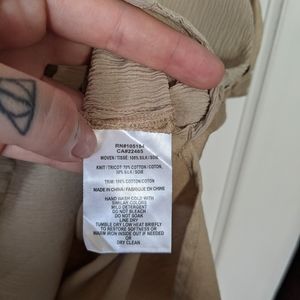 RN#105154
CA#22465
WOVEN / TISSÉ: 100% SILK / SOIE
KNIT / TRICOT: 70% COTTON / COTON,
30% SILK / SOIE
TRIM: 100% COTTON/COTON
MADE IN CHINA / FABRIQUÉ EN CHINE
HAND WASH COLD WITH
SIMILAR COLORS
MILD DETERGENT
DO NOT BLEACH
DO NOT SOAK
LINE DRY
TUMBLE DRY LOW HEAT BRIEFLY
TO RESTORE SOFTNESS OR
WARM IRON INSIDE OUT IF NEEDED
OR
DRY CLEAN